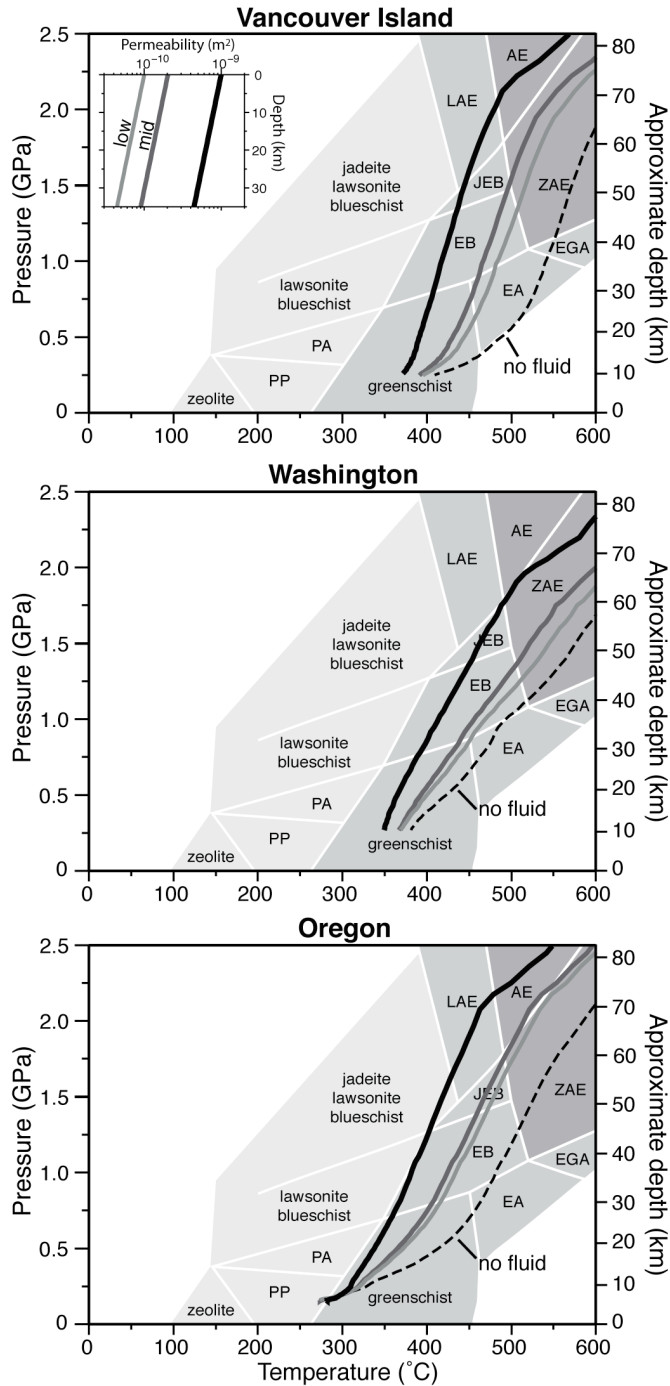 Vancouver Island
Permeability (m²)
10⁻¹⁰
10⁻⁹
0
10
20
30
Depth (km)
low
mid
2.5
2.0
1.5
1.0
0.5
0
Pressure (GPa)
AE
LAE
jadeite
lawsonite
blueschist
JEB
ZAE
EB
EGA
lawsonite
blueschist
EA
PA
no fluid
PP
greenschist
zeolite
80
70
60
50
40
30
20
10
0
Approximate depth (km)
0
100
200
300
400
500
600
Washington
2.5
2.0
1.5
1.0
0.5
0
Pressure (GPa)
AE
LAE
ZAE
jadeite
lawsonite
blueschist
JEB
EB
EGA
lawsonite
blueschist
EA
PA
no fluid
PP
greenschist
zeolite
80
70
60
50
40
30
20
10
0
Approximate depth (km)
0
100
200
300
400
500
600
Oregon
2.5
2.0
1.5
1.0
0.5
0
Pressure (GPa)
AE
LAE
jadeite
lawsonite
blueschist
JEB
ZAE
EB
EGA
lawsonite
blueschist
EA
PA
no fluid
PP
greenschist
zeolite
80
70
60
50
40
30
20
10
0
Approximate depth (km)
0
100
200
300
400
500
600
Temperature (˚C)